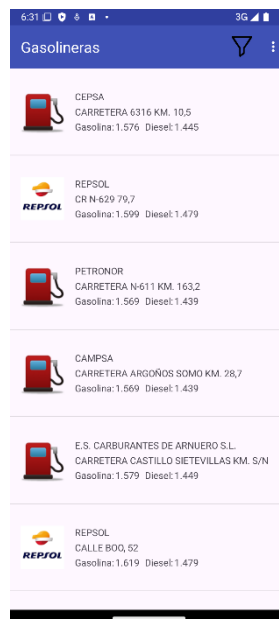 6:31
3G
Gasolineras
CEPSA
CARRETERA 6316 KM. 10,5
Gasolina:1.576 Diesel:1.445
REPSOL
CR N-629 79,7
Gasolina:1.599 Diesel:1.479
REPSOL
PETRONOR
CARRETERA N-611 KM. 163,2
Gasolina:1.569 Diesel:1.439
CAMPSA
CARRETERA ARGOÑOS SOMO KM. 28,7
Gasolina:1.569 Diesel:1.439
E.S. CARBURANTES DE ARNUERO S.L.
CARRETERA CASTILLO SIETEVILLAS KM. S/N
Gasolina:1.579 Diesel:1.449
REPSOL
CALLE BOO, 52
Gasolina:1.619 Diesel:1.479
REPSOL